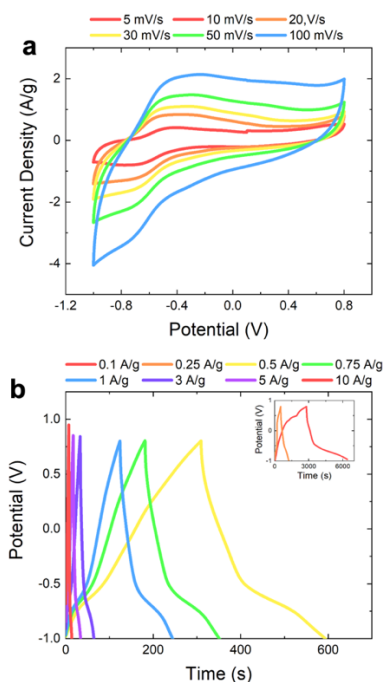 5 mV/s 10 mV/s 20,V/s
30 mV/s 50 mV/s 100 mV/s
a
Current Density (A/g)
2
0
-2
-4
-1.2 -0.8 -0.4 0.0 0.4 0.8
Potential (V)
0.1 A/g 0.25 A/g 0.5 A/g 0.75 A/g
1 A/g 3 A/g 5 A/g 10 A/g
b
Potential (V)
1.0
0.5
0.0
-0.5
-1.0
0 200 400 600
Time (s)
Potential (V)
1
0
-1
0 3000 6000
Time (s)